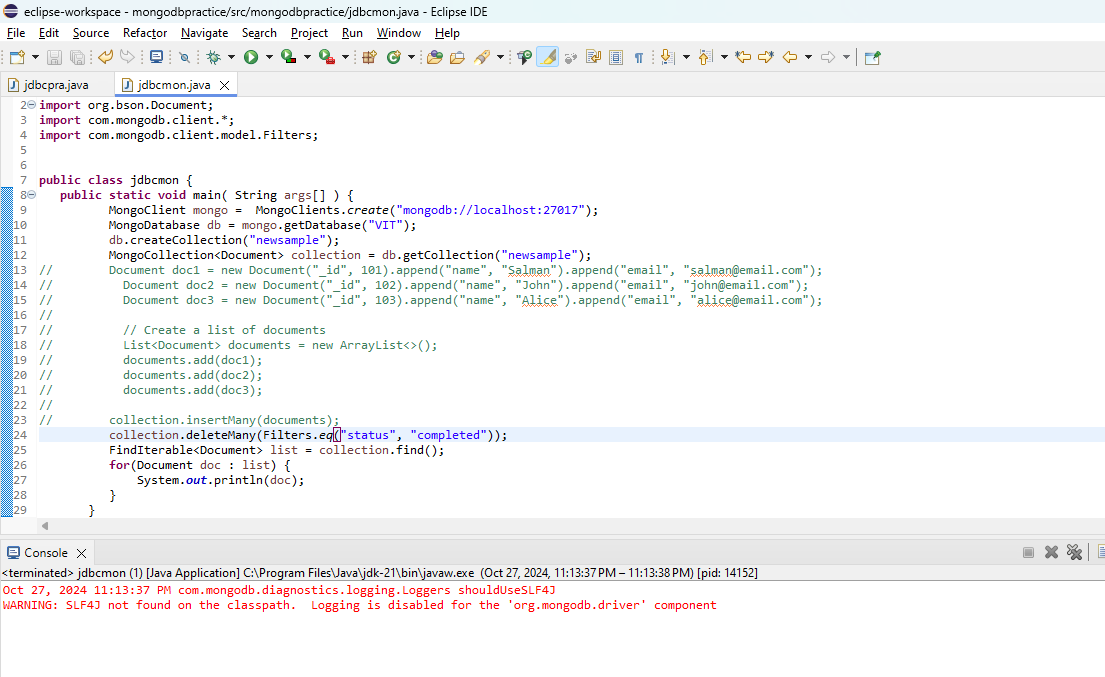 eclipse-workspace - mongodbpractice/src/mongodbpractice/jdbcmon.java - Eclipse IDE
File Edit Source Refactor Navigate Search Project Run Window Help
jdbcpra.java jdbcmon.java
2 import org.bson.Document;
3 import com.mongodb.client.*;
4 import com.mongodb.client.model.Filters;
5
6
7 public class jdbcmon {
8 public static void main( String args[] ) {
9 MongoClient mongo = MongoClients.create("mongodb://localhost:27017");
10 MongoDatabase db = mongo.getDatabase("VIT");
11 db.createCollection("newsample");
12 MongoCollection<Document> collection = db.getCollection("newsample");
13 // Document doc1 = new Document("_id", 101).append("name", "Salman").append("email", "salman@email.com");
14 // Document doc2 = new Document("_id", 102).append("name", "John").append("email", "john@email.com");
15 // Document doc3 = new Document("_id", 103).append("name", "Alice").append("email", "alice@email.com");
16 //
17 // // Create a list of documents
18 // List<Document> documents = new ArrayList<>();
19 // documents.add(doc1);
20 // documents.add(doc2);
21 // documents.add(doc3);
22 //
23 // collection.insertMany(documents);
24 collection.deleteMany(Filters.eq("status", "completed"));
25 FindIterable<Document> list = collection.find();
26 for(Document doc : list) {
27 System.out.println(doc);
28 }
29 }
Console
<terminated> jdbcmon (1) [Java Application] C:\Program Files\Java\jdk-21\bin\javaw.exe (Oct 27, 2024, 11:13:37 PM – 11:13:38 PM) [pid: 14152]
Oct 27, 2024 11:13:37 PM com.mongodb.diagnostics.logging.Loggers shouldUseSLF4J
WARNING: SLF4J not found on the classpath.  Logging is disabled for the 'org.mongodb.driver' component